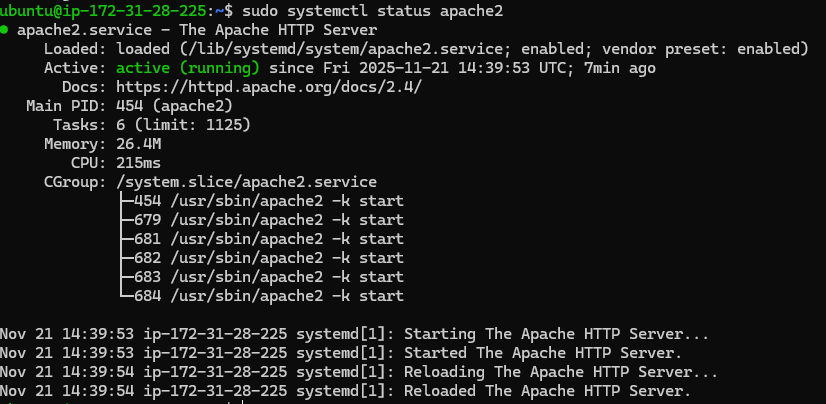 ubuntu@ip-172-31-28-225:~$ sudo systemctl status apache2
● apache2.service - The Apache HTTP Server
     Loaded: loaded (/lib/systemd/system/apache2.service; enabled; vendor preset: enabled)
     Active: active (running) since Fri 2025-11-21 14:39:53 UTC; 7min ago
       Docs: https://httpd.apache.org/docs/2.4/
   Main PID: 454 (apache2)
      Tasks: 6 (limit: 1125)
     Memory: 26.4M
        CPU: 215ms
     CGroup: /system.slice/apache2.service
             ├─454 /usr/sbin/apache2 -k start
             ├─679 /usr/sbin/apache2 -k start
             ├─681 /usr/sbin/apache2 -k start
             ├─682 /usr/sbin/apache2 -k start
             ├─683 /usr/sbin/apache2 -k start
             └─684 /usr/sbin/apache2 -k start

Nov 21 14:39:53 ip-172-31-28-225 systemd[1]: Starting The Apache HTTP Server...
Nov 21 14:39:53 ip-172-31-28-225 systemd[1]: Started The Apache HTTP Server.
Nov 21 14:39:54 ip-172-31-28-225 systemd[1]: Reloading The Apache HTTP Server...
Nov 21 14:39:54 ip-172-31-28-225 systemd[1]: Reloaded The Apache HTTP Server.